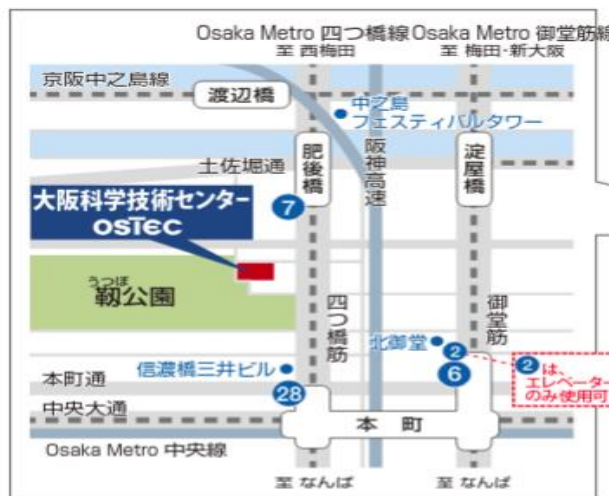 Osaka Metro 四つ橋線
Osaka Metro 御堂筋線
至 西梅田
至 梅田・新大阪
京阪中之島線
渡辺橋
中之島
フェスティバルタワー
肥後橋
阪神高速
淀屋橋
土佐堀通
大阪科学技術センター
OSTEC
7
うつぼ
靱公園
四つ橋筋
御堂筋
北御堂
2
6
2 は、
エレベーター
のみ使用可
信濃橋三井ビル
本町通
28
中央大通
本町
Osaka Metro 中央線
至 なんば
至 なんば